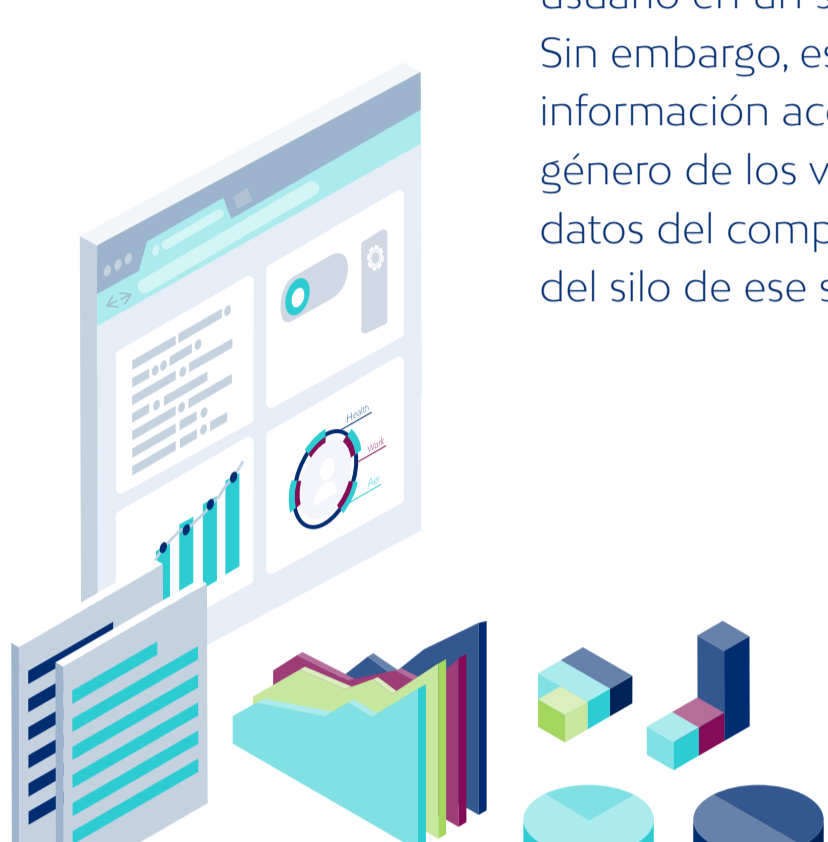 Sin embargo, es
información ac
género de los v
datos del comp
del silo de ese s
Health
Work
Age